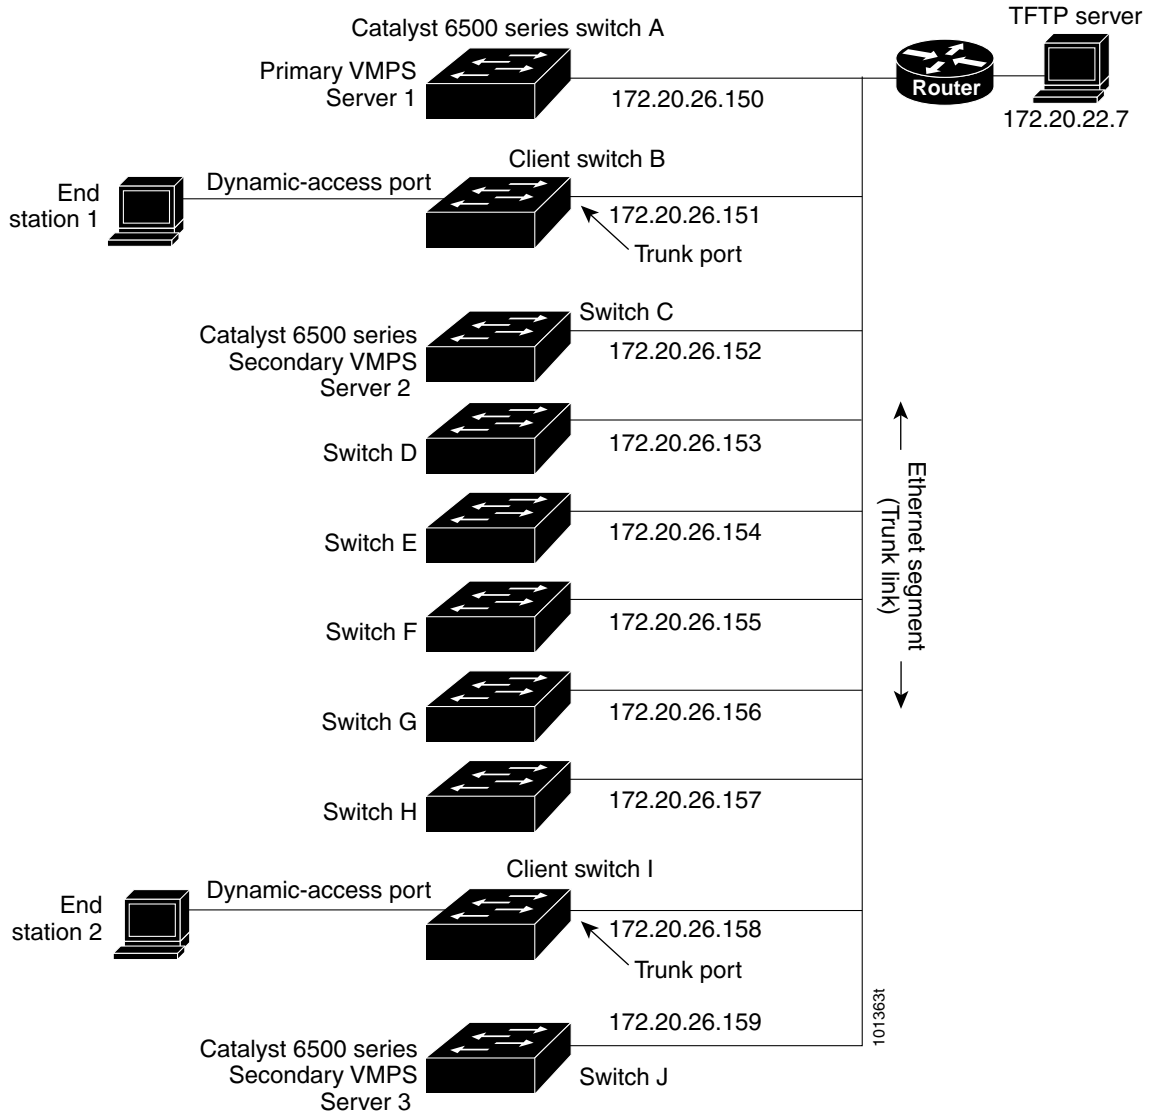 TFTP server
Catalyst 6500 series switch A
Primary VMPS
Server 1
172.20.26.150
Router
172.20.22.7
Client switch B
End
station 1
Dynamic-access port
172.20.26.151
Trunk port
Switch C
Catalyst 6500 series
Secondary VMPS
Server 2
172.20.26.152
Switch D
172.20.26.153
Ethernet segment
(Trunk link)
Switch E
172.20.26.154
Switch F
172.20.26.155
Switch G
172.20.26.156
Switch H
172.20.26.157
Client switch I
End
station 2
Dynamic-access port
172.20.26.158
Trunk port
101363t
172.20.26.159
Catalyst 6500 series
Secondary VMPS
Server 3
Switch J